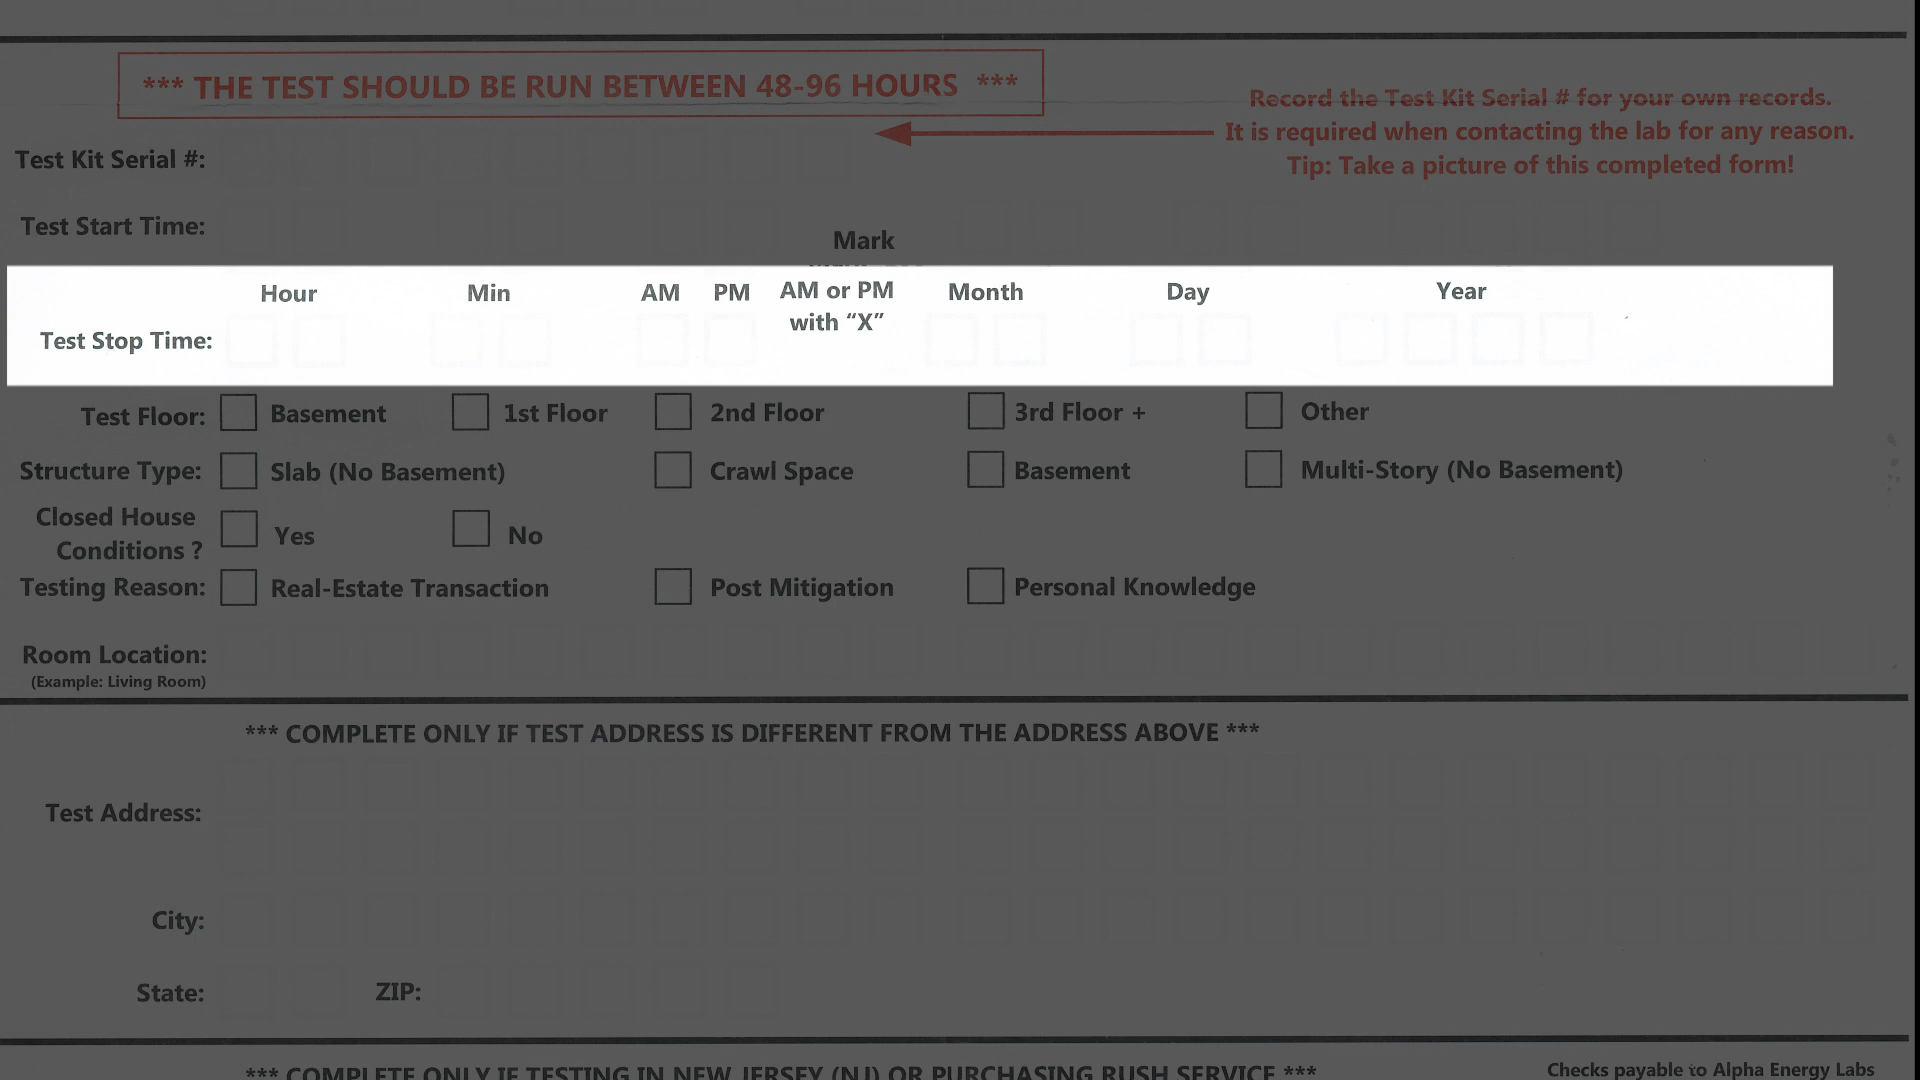 *** THE TEST SHOULD BE RUN BETWEEN 48-96 HOURS ***
Record the Test Kit Serial # for your own records.
It is required when contacting the lab for any reason.
Tip: Take a picture of this completed form!
Test Kit Serial #:
Test Start Time:
Mark
Hour Min AM PM AM or PM Month Day Year
with “X”
Test Stop Time:
Test Floor: Basement 1st Floor 2nd Floor 3rd Floor + Other
Structure Type: Slab (No Basement) Crawl Space Basement Multi-Story (No Basement)
Closed House
Conditions ? Yes No
Testing Reason: Real-Estate Transaction Post Mitigation Personal Knowledge
Room Location:
(Example: Living Room)
*** COMPLETE ONLY IF TEST ADDRESS IS DIFFERENT FROM THE ADDRESS ABOVE ***
Test Address:
City:
State: ZIP:
*** COMPLETE ONLY IF TESTING IN NEW JERSEY (NJ) OR PURCHASING RUSH SERVICE ***
Checks payable to Alpha Energy Labs